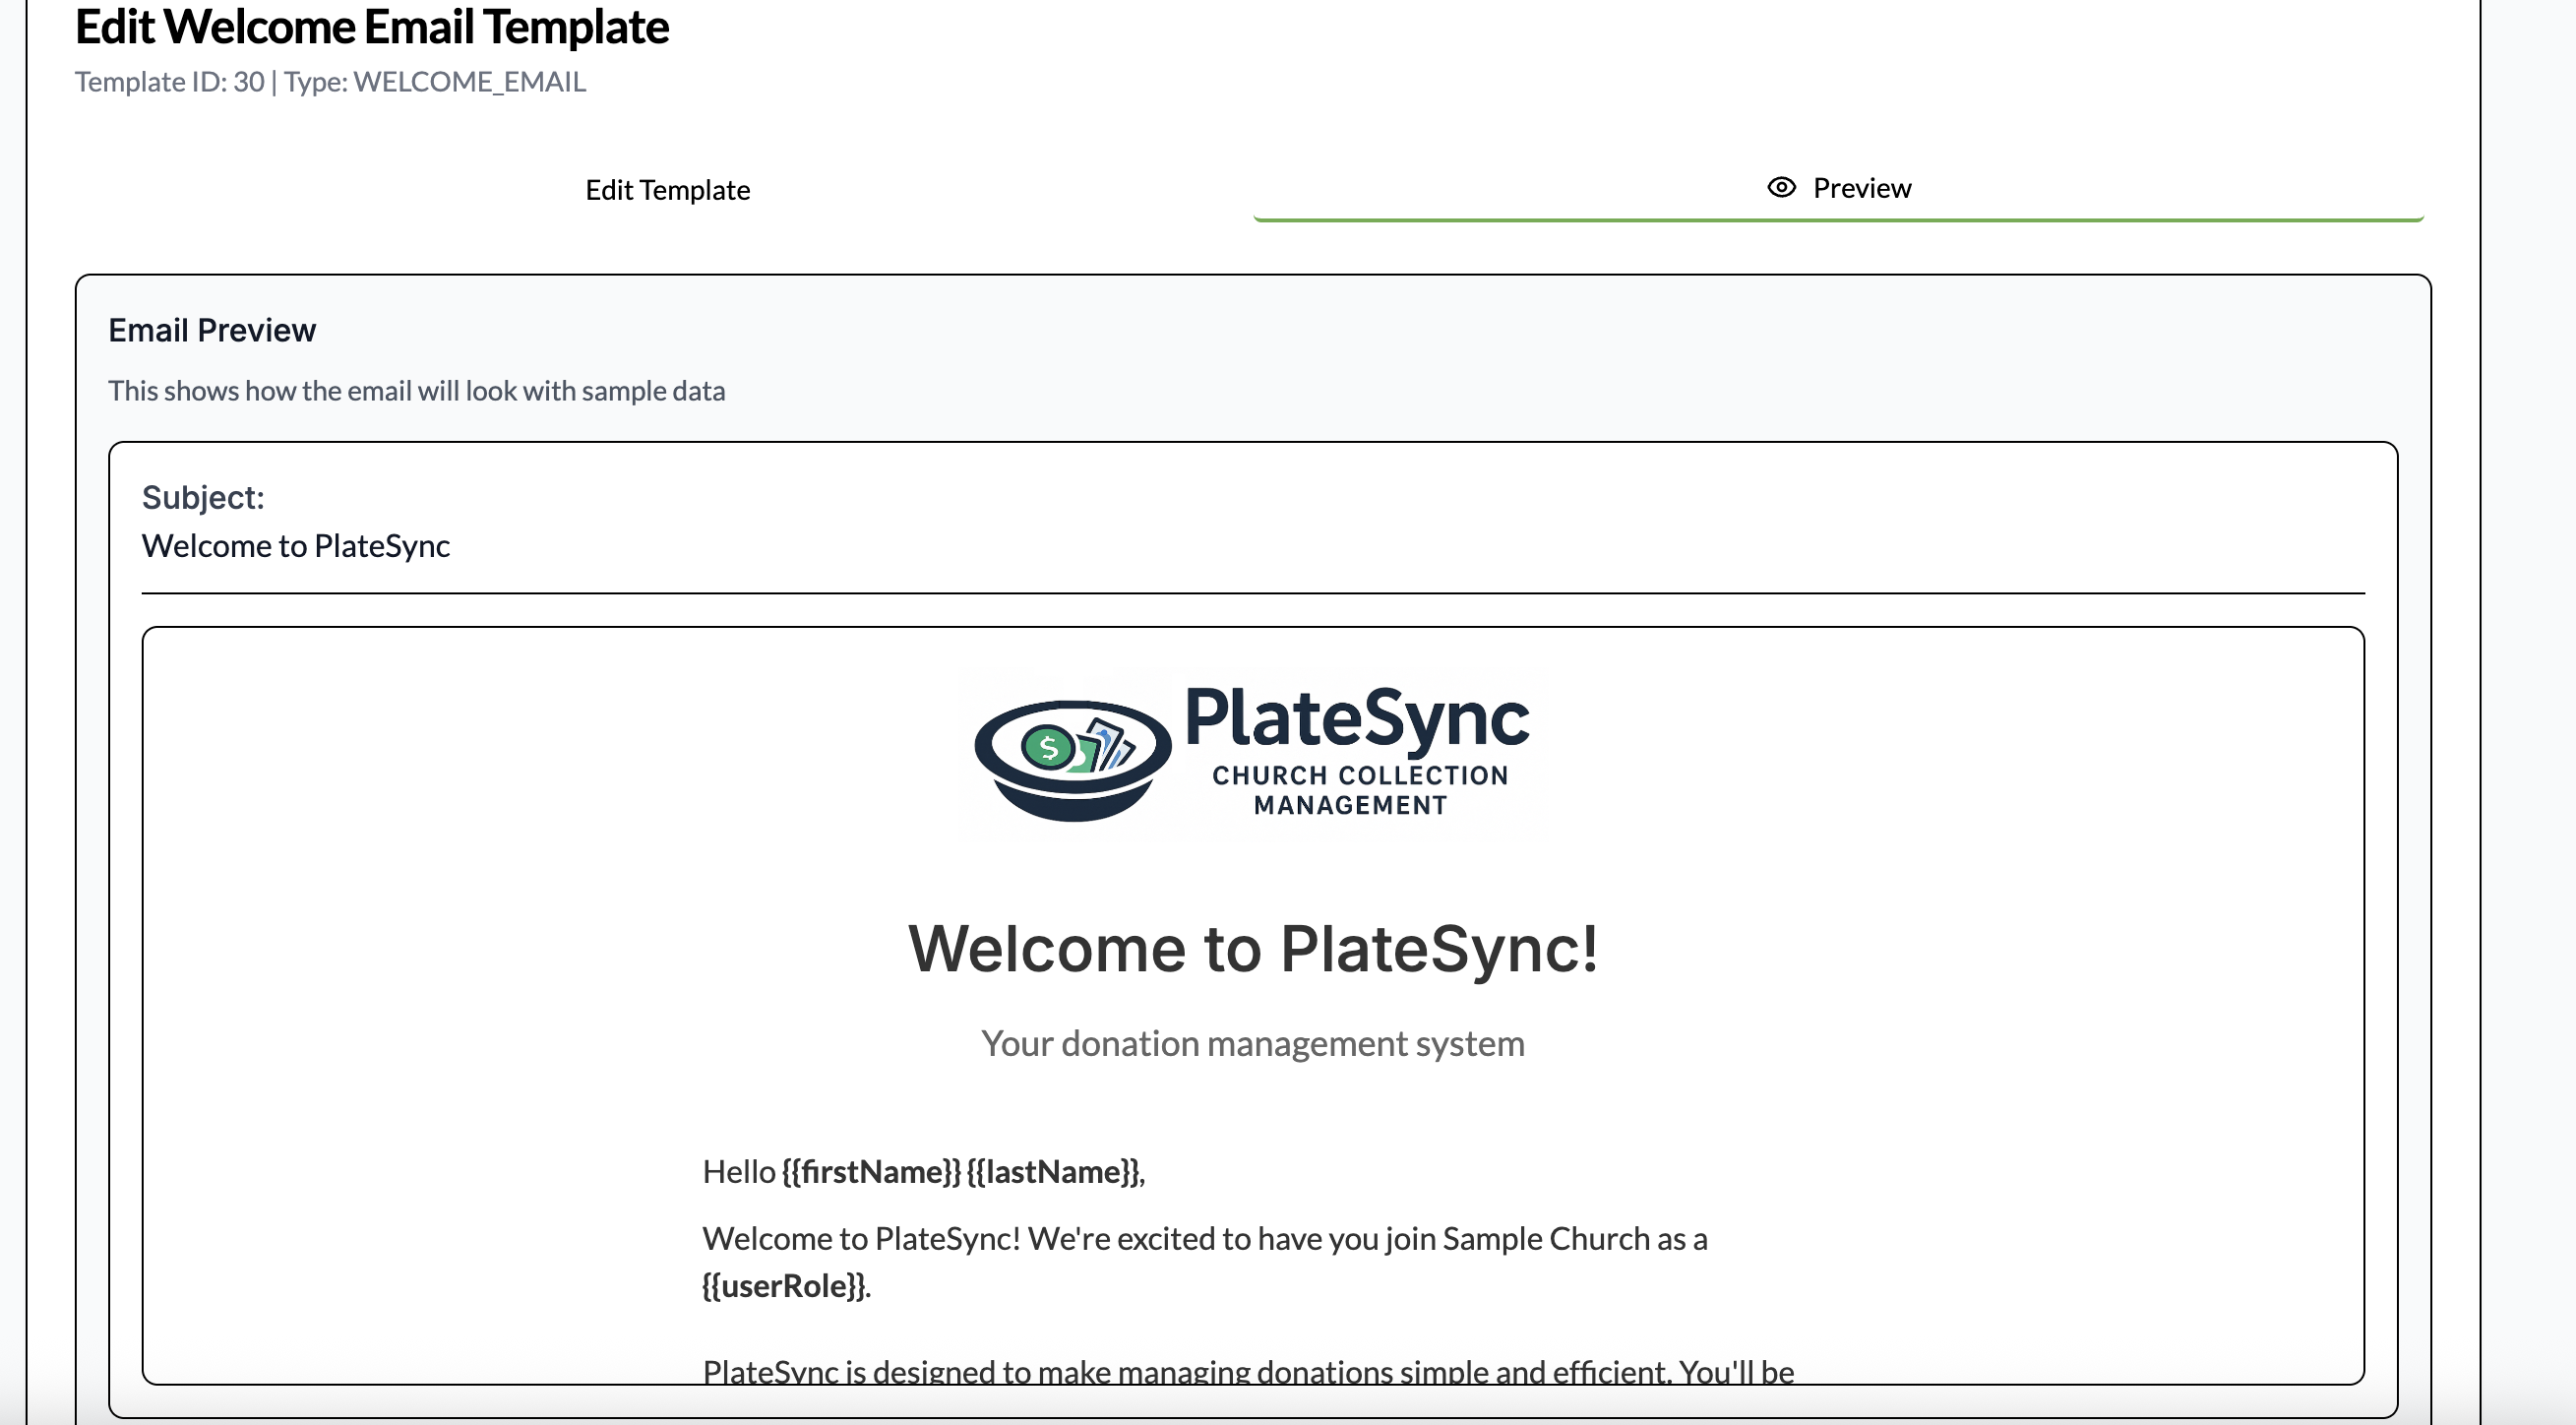 Edit Welcome Email Template
Template ID: 30 | Type: WELCOME_EMAIL
Edit Template
Preview
Email Preview
This shows how the email will look with sample data
Subject:
Welcome to PlateSync
$
PlateSync
CHURCH COLLECTION
MANAGEMENT
Welcome to PlateSync!
Your donation management system
Hello {{firstName}} {{lastName}},
Welcome to PlateSync! We're excited to have you join Sample Church as a
{{userRole}}.
PlateSync is designed to make managing donations simple and efficient. You'll be